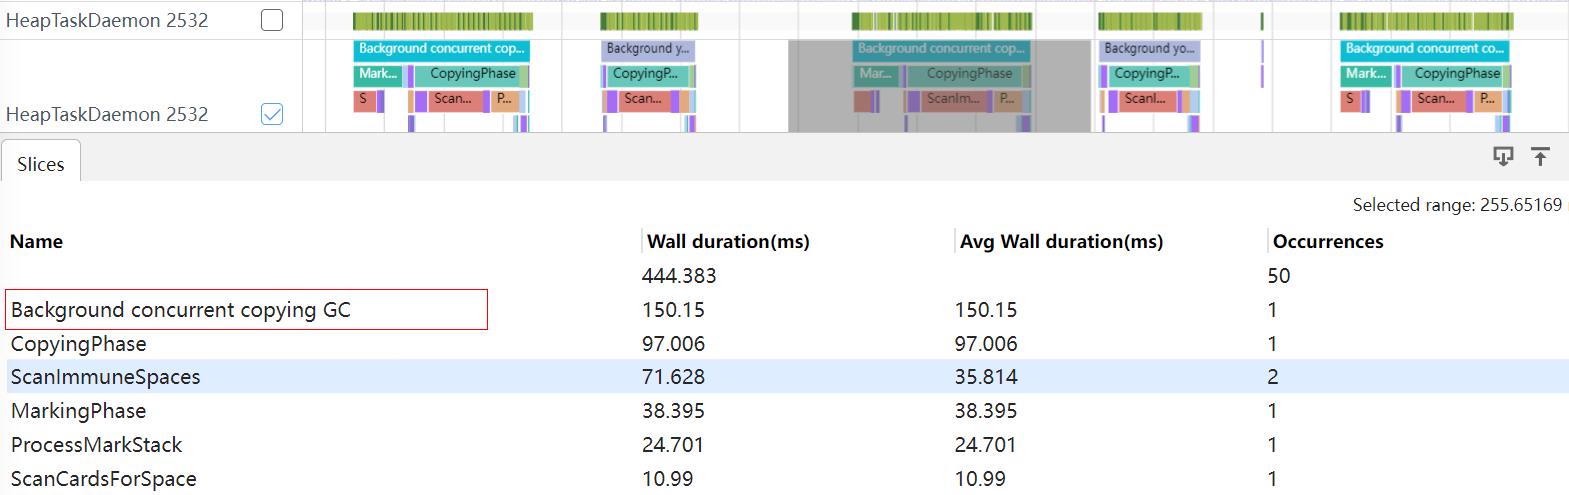 HeapTaskDaemon 2532
HeapTaskDaemon 2532
Background concurrent cop... Background y... Background concurrent cop... Background yo... Background concurrent co...
Mark... CopyingPhase CopyingP... Mar... CopyingPhase CopyingP... Mark... CopyingPhase
S Scan... P... Scan... ScanIm... P... ScanI... S Scan... P...
Slices
Selected range: 255.65169
Name Wall duration(ms) Avg Wall duration(ms) Occurrences
444.383 50
Background concurrent copying GC 150.15 150.15 1
CopyingPhase 97.006 97.006 1
ScanImmuneSpaces 71.628 35.814 2
MarkingPhase 38.395 38.395 1
ProcessMarkStack 24.701 24.701 1
ScanCardsForSpace 10.99 10.99 1